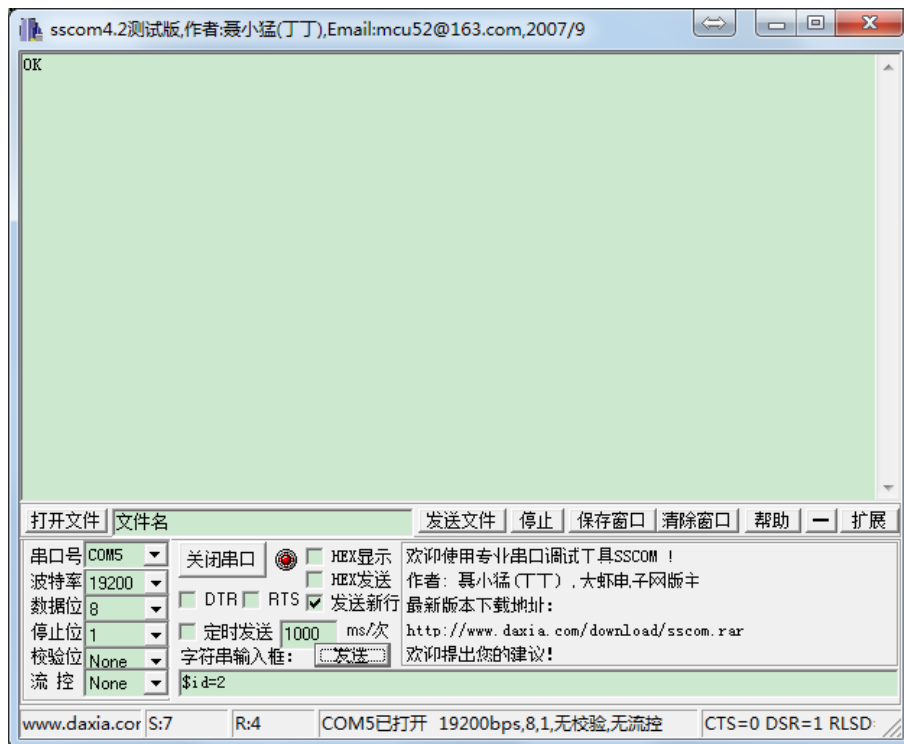 sscom4.2测试版,作者:聂小猛(丁丁),Email:mcu52@163.com,2007/9
OK
打开文件 文件名 发送文件 停止 保存窗口 清除窗口 帮助 一 扩展
串口号 COM5 关闭串口 HEX显示 欢迎使用专业串口调试工具SSCOM !
波特率 19200 HEX发送 作者: 聂小猛(丁丁) ,大虾电子网版主
数据位 8 DTR RTS 发送新行 最新版本下载地址:
停止位 1 定时发送 1000 ms/次 http://www.daxia.com/download/sscom.rar
校验位 None 字符串输入框: 发送 欢迎提出您的建议!
流 控 None $id=2
www.daxia.cor S:7 R:4 COM5已打开 19200bps,8,1,无校验,无流控 CTS=0 DSR=1 RLSD: